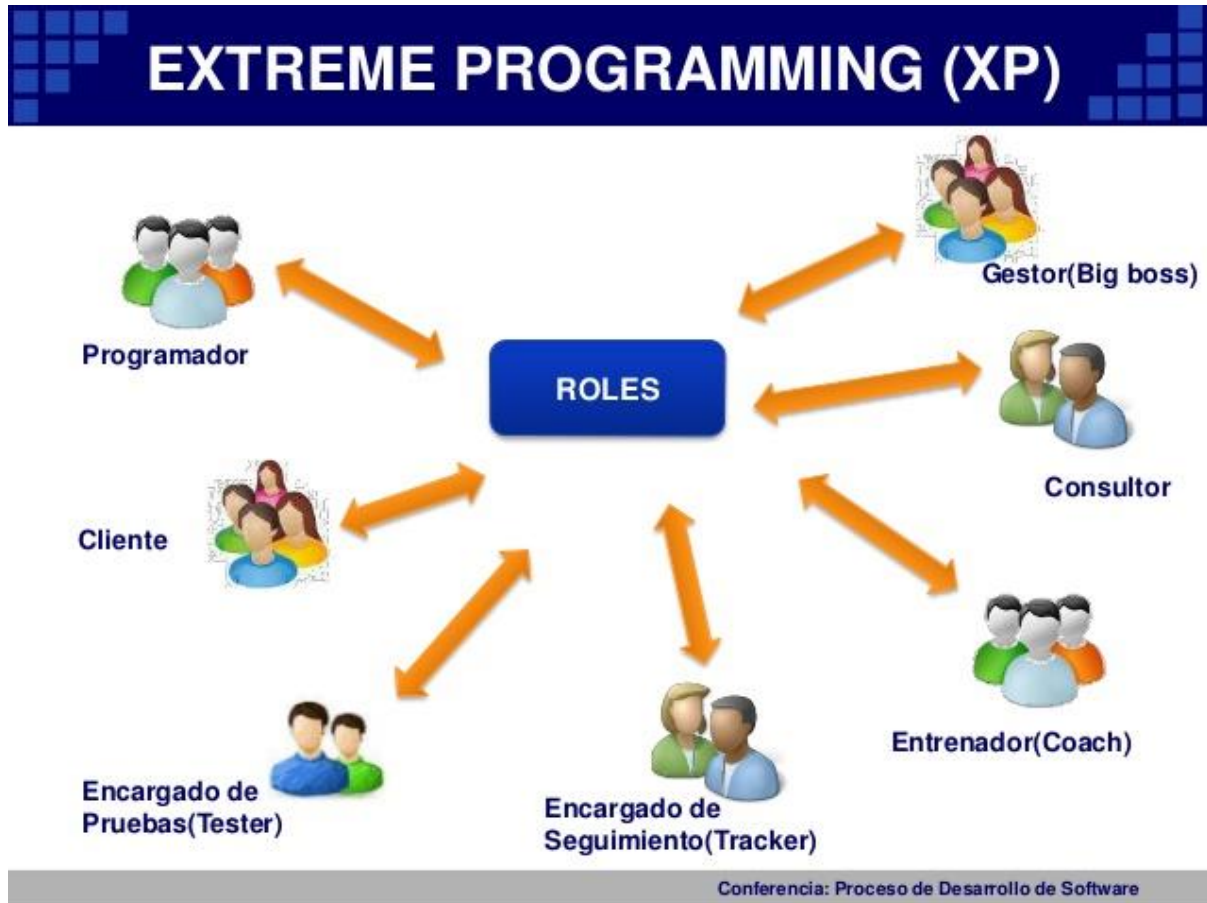 EXTREME PROGRAMMING (XP)
Gestor(Big boss)
Programador
ROLES
Consultor
Cliente
Entrenador(Coach)
Encargado de
Pruebas(Tester)
Encargado de
Seguimiento(Tracker)
Conferencia: Proceso de Desarrollo de Software